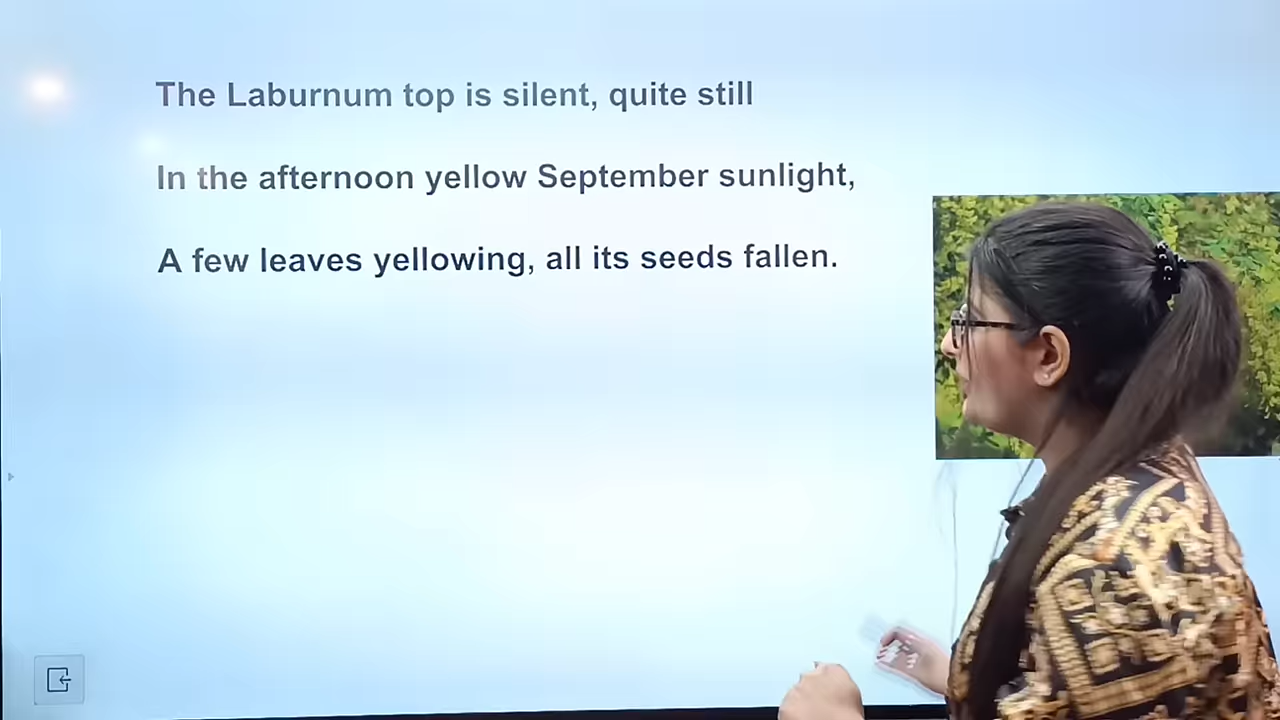 The Laburnum top is silent, quite still
In the afternoon yellow September sunlight,
A few leaves yellowing, all its seeds fallen.